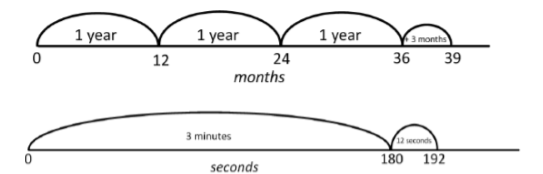 1 year 1 year 1 year + 3 months
0 12 24 36 39
months
3 minutes 12 seconds
0 180 192
seconds